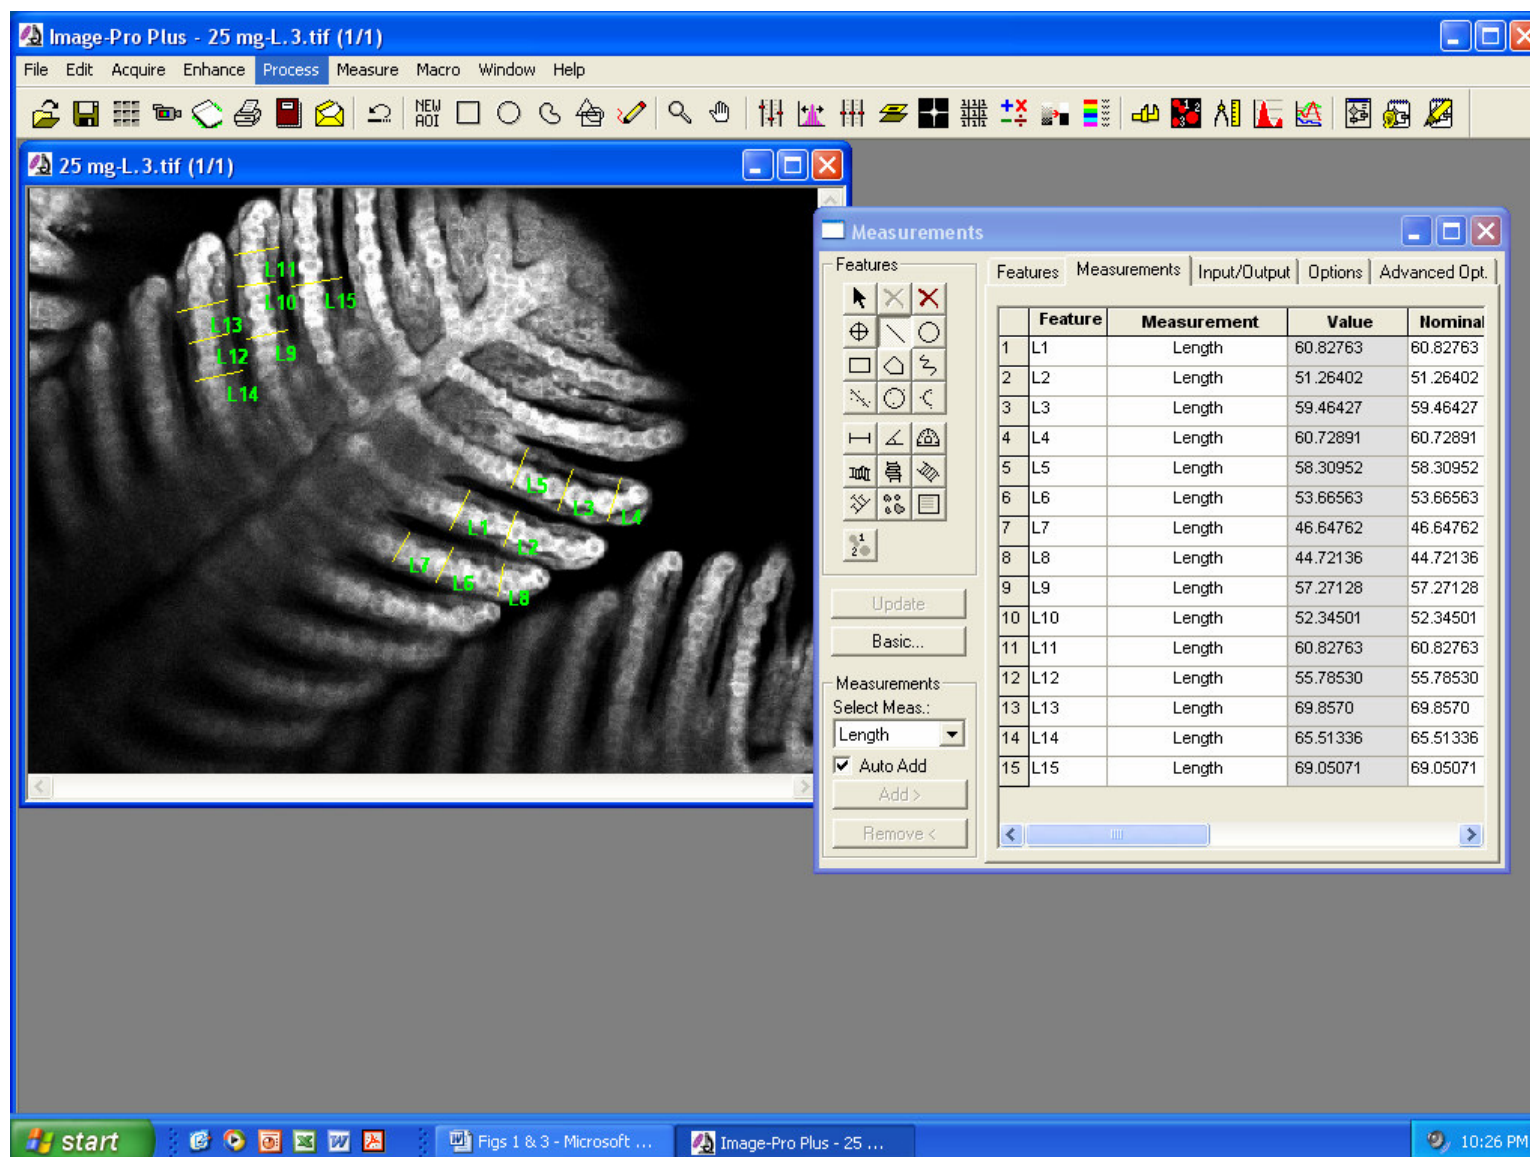 Image-Pro Plus - 25 mg-L.3.tif (1/1)
File Edit Acquire Enhance Process Measure Macro Window Help
NEW
AOI
25 mg-L.3.tif (1/1)
L11
L10
L15
L13
L12
L9
L14
L5
L3
L4
L1
L2
L7
L6
L8
Measurements
Features
Features Measurements Input/Output Options Advanced Opt.
Feature Measurement Value Nominal
1 L1 Length 60.82763 60.82763
2 L2 Length 51.26402 51.26402
3 L3 Length 59.46427 59.46427
4 L4 Length 60.72891 60.72891
5 L5 Length 58.30952 58.30952
6 L6 Length 53.66563 53.66563
7 L7 Length 46.64762 46.64762
8 L8 Length 44.72136 44.72136
9 L9 Length 57.27128 57.27128
10 L10 Length 52.34501 52.34501
11 L11 Length 60.82763 60.82763
12 L12 Length 55.78530 55.78530
13 L13 Length 69.8570 69.8570
14 L14 Length 65.51336 65.51336
15 L15 Length 69.05071 69.05071
Update
Basic...
Measurements
Select Meas.:
Length
Auto Add
Add >
Remove <
start
Figs 1 & 3 - Microsoft ...
Image-Pro Plus - 25 ...
10:26 PM